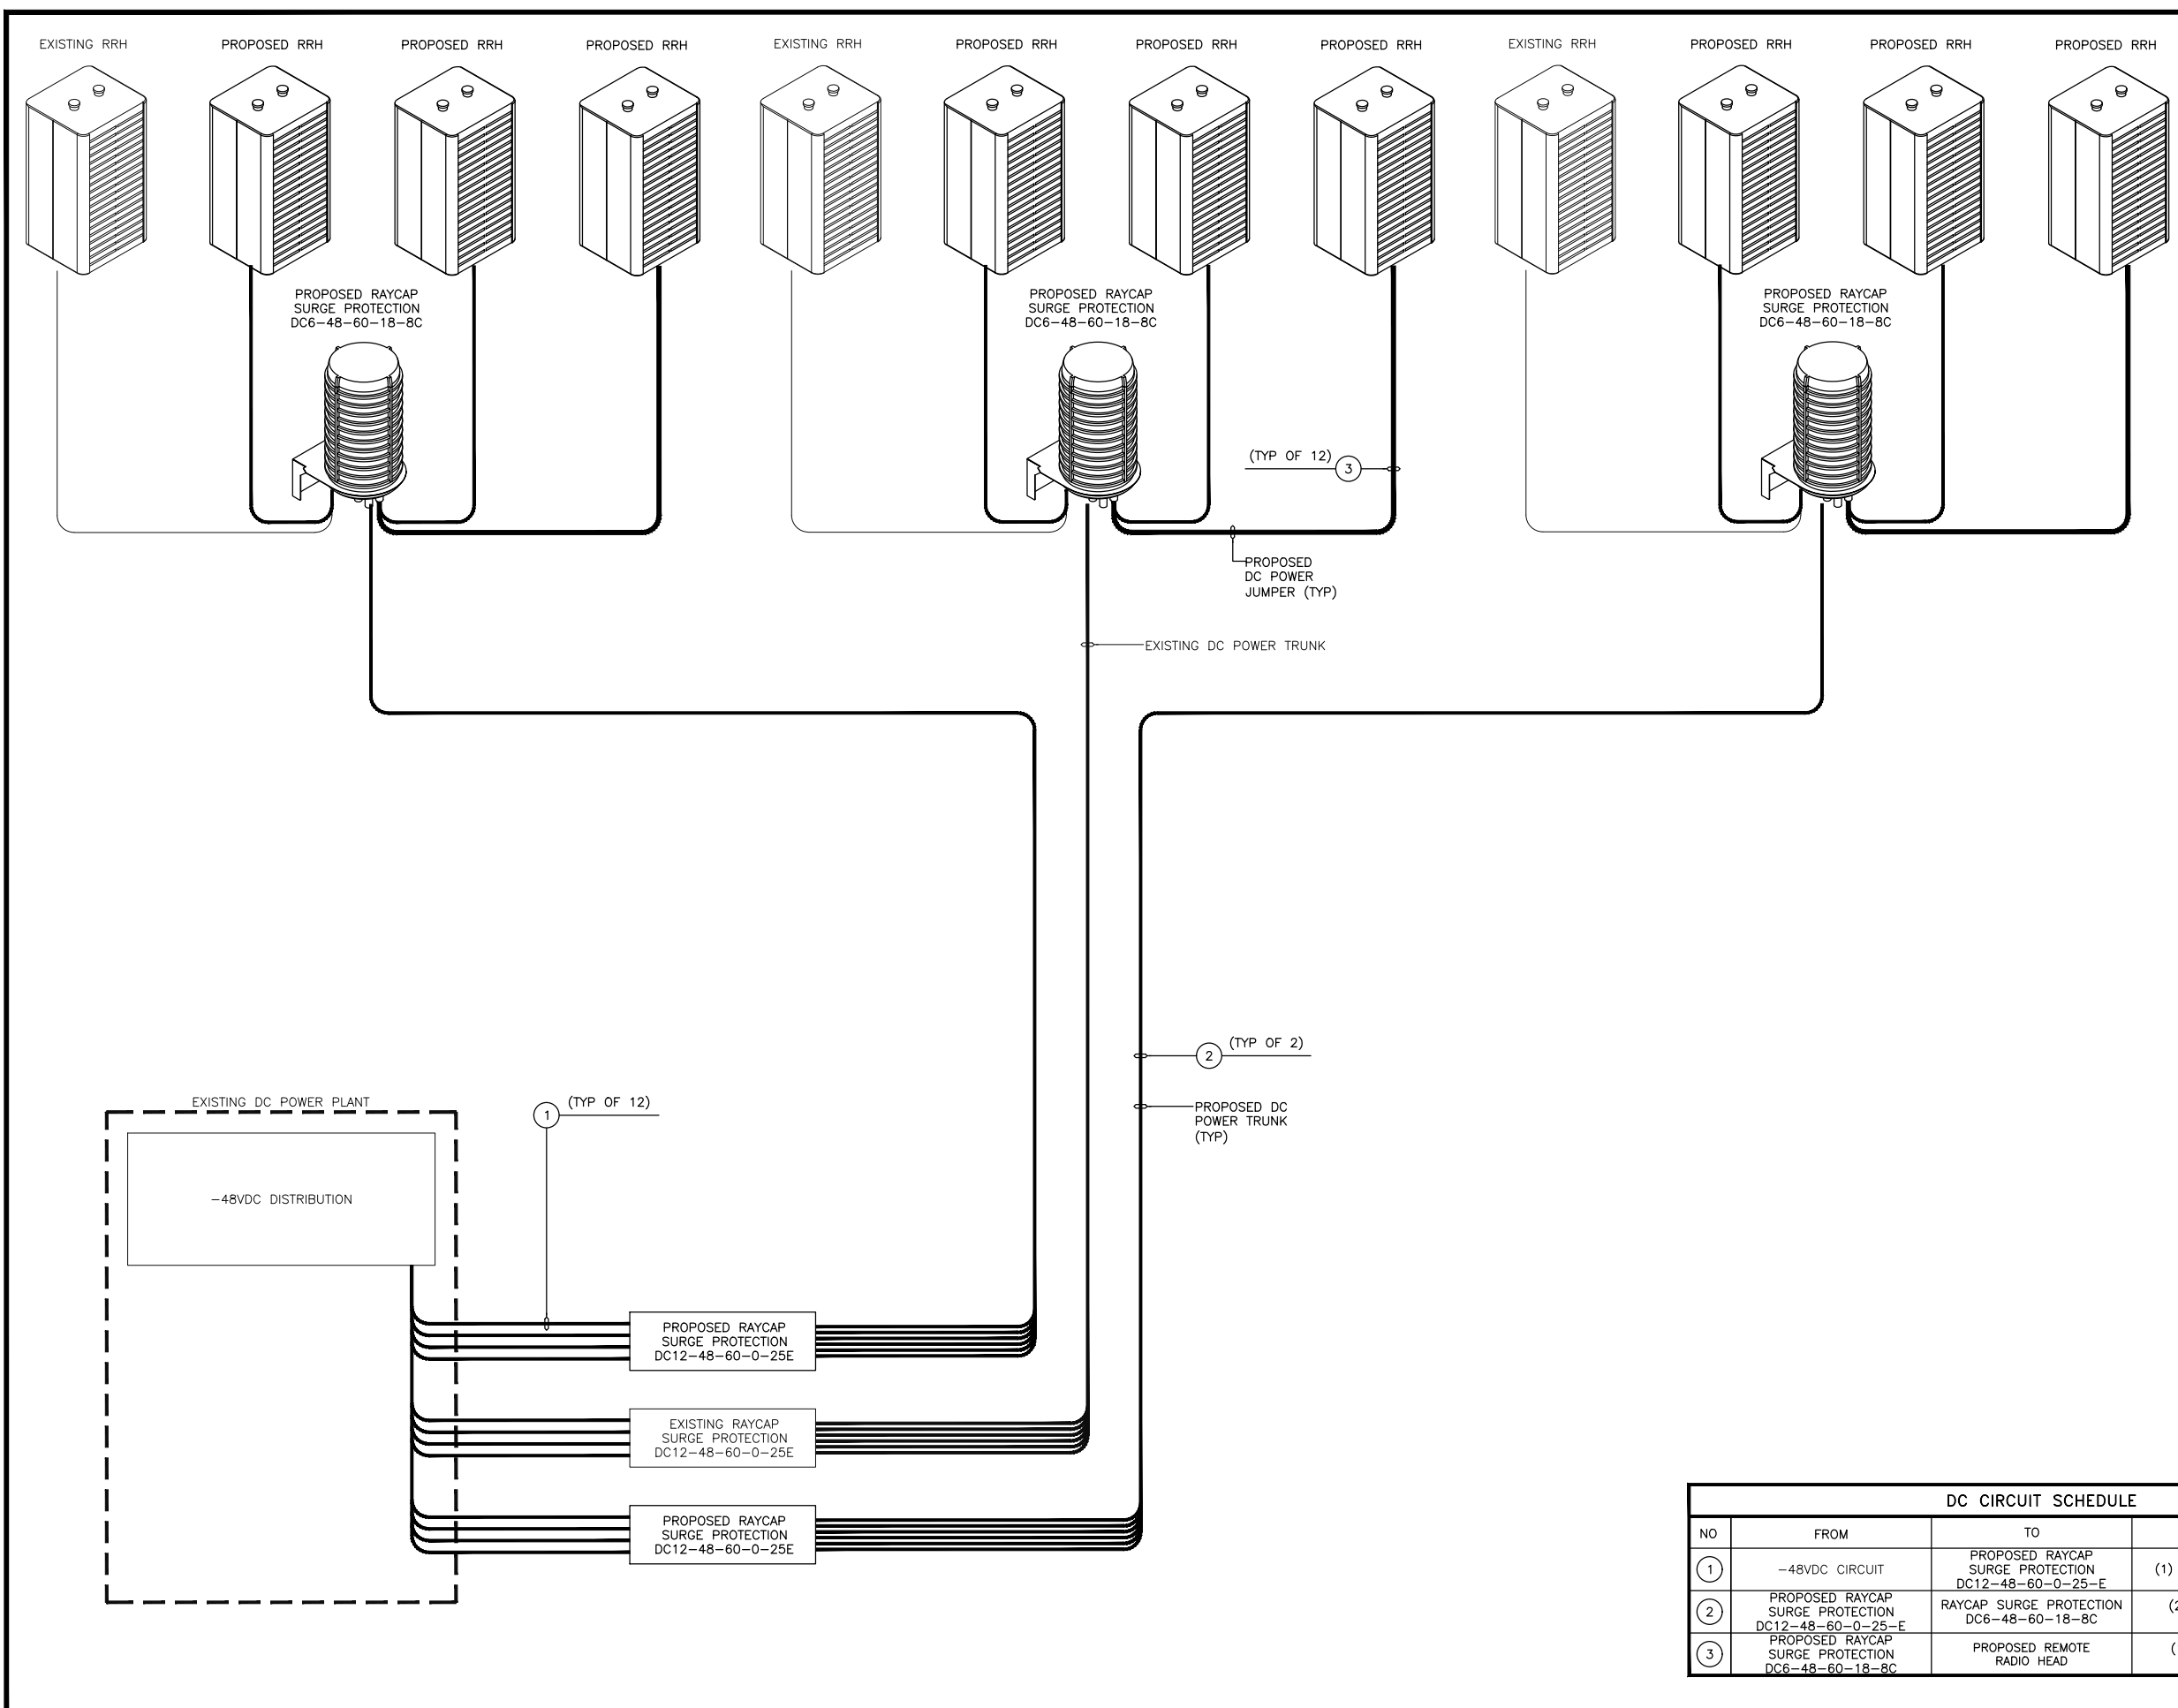 EXISTING RRH
PROPOSED RRH
PROPOSED RRH
PROPOSED RRH
EXISTING RRH
PROPOSED RRH
PROPOSED RRH
PROPOSED RRH
EXISTING RRH
PROPOSED RRH
PROPOSED RRH
PROPOSED RRH
PROPOSED RAYCAP
SURGE PROTECTION
DC6-48-60-18-8C
PROPOSED RAYCAP
SURGE PROTECTION
DC6-48-60-18-8C
PROPOSED RAYCAP
SURGE PROTECTION
DC6-48-60-18-8C
(TYP OF 12) 3
PROPOSED
DC POWER
JUMPER (TYP)
EXISTING DC POWER TRUNK
2 (TYP OF 2)
PROPOSED DC
POWER TRUNK
(TYP)
EXISTING DC POWER PLANT
1 (TYP OF 12)
-48VDC DISTRIBUTION
PROPOSED RAYCAP
SURGE PROTECTION
DC12-48-60-0-25E
EXISTING RAYCAP
SURGE PROTECTION
DC12-48-60-0-25E
PROPOSED RAYCAP
SURGE PROTECTION
DC12-48-60-0-25E
DC CIRCUIT SCHEDULE
NO FROM TO
1 -48VDC CIRCUIT
PROPOSED RAYCAP
SURGE PROTECTION
DC12-48-60-0-25-E
(1)
2
PROPOSED RAYCAP
SURGE PROTECTION
DC12-48-60-0-25-E
RAYCAP SURGE PROTECTION
DC6-48-60-18-8C
3
PROPOSED RAYCAP
SURGE PROTECTION
DC6-48-60-18-8C
PROPOSED REMOTE
RADIO HEAD